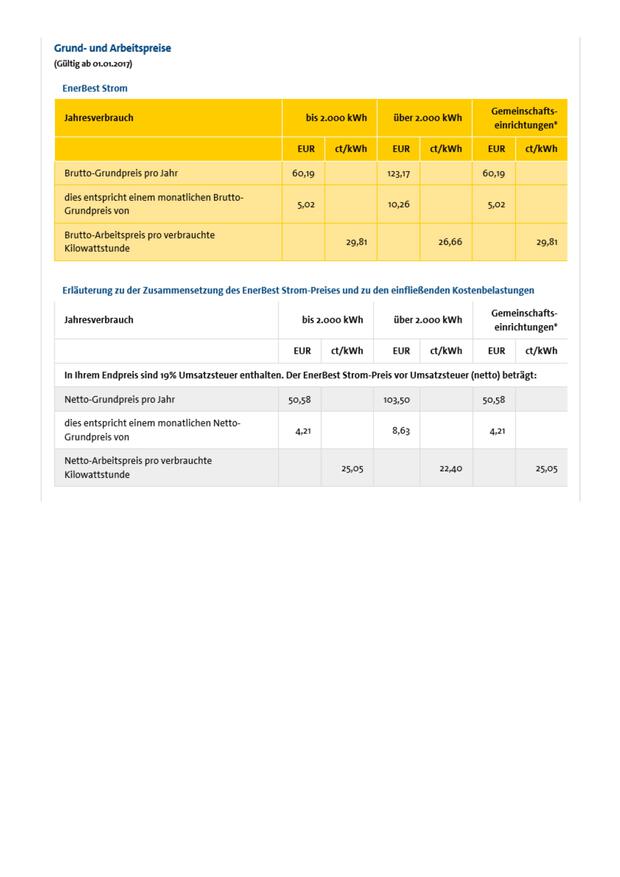 Grund- und Arbeitspreise
(Gültig ab 01.01.2017)
EnerBest Strom
Jahresverbrauch bis 2.000 kWh über 2.000 kWh Gemeinschafts-
einrichtungen*
EUR ct/kWh EUR ct/kWh EUR ct/kWh
Brutto-Grundpreis pro Jahr 60,19 123,17 60,19
dies entspricht einem monatlichen Brutto-
Grundpreis von 5,02 10,26 5,02
Brutto-Arbeitspreis pro verbrauchte
Kilowattstunde 29,81 26,66 29,81
Erläuterung zu der Zusammensetzung des EnerBest Strom-Preises und zu den einfließenden Kostenbelastungen
Jahresverbrauch bis 2.000 kWh über 2.000 kWh Gemeinschafts-
einrichtungen*
EUR ct/kWh EUR ct/kWh EUR ct/kWh
In Ihrem Endpreis sind 19% Umsatzsteuer enthalten. Der EnerBest Strom-Preis vor Umsatzsteuer (netto) beträgt:
Netto-Grundpreis pro Jahr 50,58 103,50 50,58
dies entspricht einem monatlichen Netto-
Grundpreis von 4,21 8,63 4,21
Netto-Arbeitspreis pro verbrauchte
Kilowattstunde 25,05 22,40 25,05